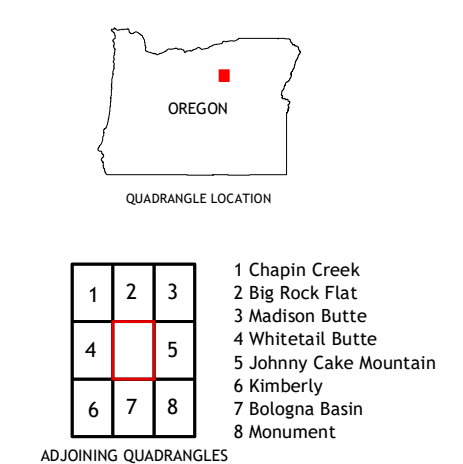 OREGON
QUADRANGLE LOCATION
1 2 3
4 5
6 7 8
ADJOINING QUADRANGLES
1 Chapin Creek
2 Big Rock Flat
3 Madison Butte
4 Whitetail Butte
5 Johnny Cake Mountain
6 Kimberly
7 Bologna Basin
8 Monument